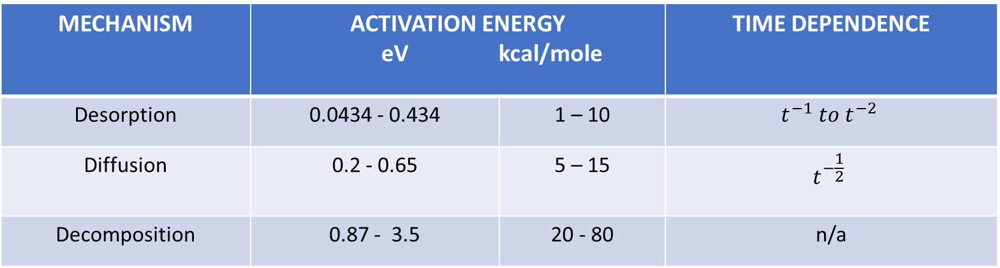 MECHANISM ACTIVATION ENERGY TIME DEPENDENCE
eV kcal/mole
Desorption 0.0434 - 0.434 1 – 10 t⁻¹ to t⁻²
Diffusion 0.2 - 0.65 5 – 15 t^(-1/2)
Decomposition 0.87 - 3.5 20 - 80 n/a